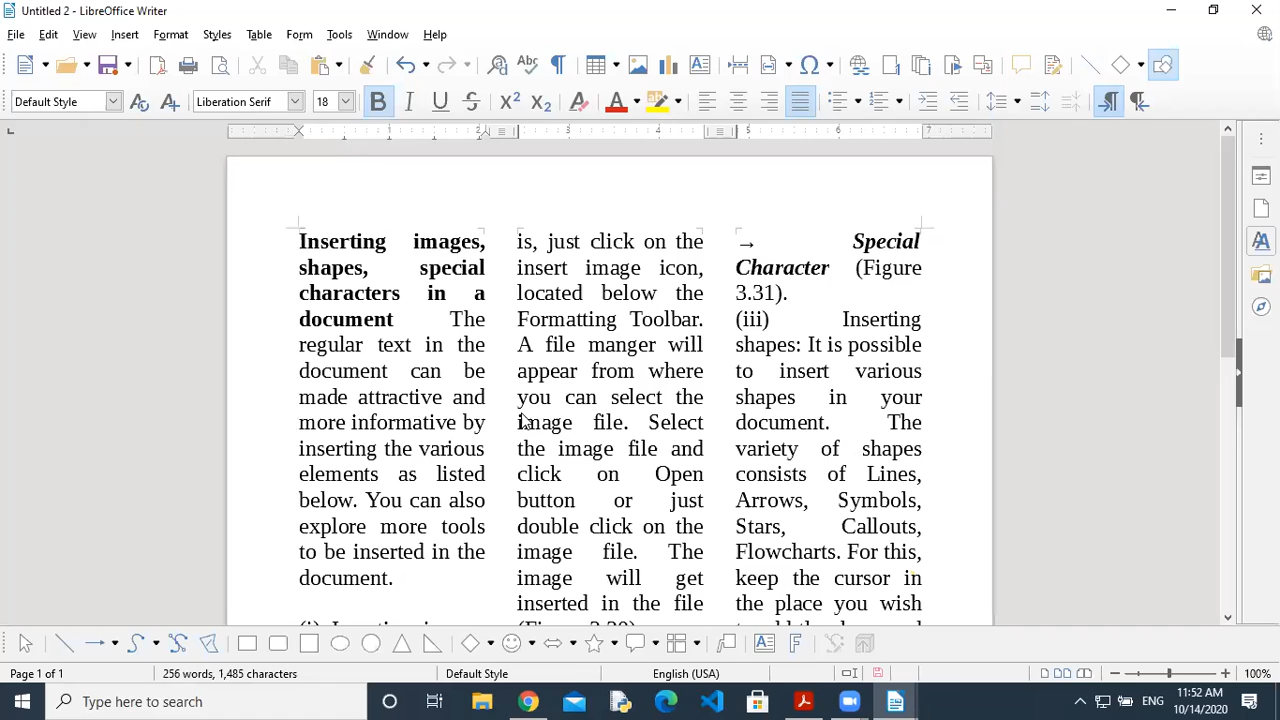 Untitled 2 - LibreOffice Writer
File Edit View Insert Format Styles Table Form Tools Window Help
Default Style Liberation Serif 18
2 3 4 5 6 7
Inserting images,
shapes, special
characters in a
document The
regular text in the
document can be
made attractive and
more informative by
inserting the various
elements as listed
below. You can also
explore more tools
to be inserted in the
document.
is, just click on the
insert image icon,
located below the
Formatting Toolbar.
A file manger will
appear from where
you can select the
image file. Select
the image file and
click on Open
button or just
double click on the
image file. The
image will get
inserted in the file
→ Special
Character (Figure
3.31).
(iii) Inserting
shapes: It is possible
to insert various
shapes in your
document. The
variety of shapes
consists of Lines,
Arrows, Symbols,
Stars, Callouts,
Flowcharts. For this,
keep the cursor in
the place you wish
Page 1 of 1 256 words, 1,485 characters Default Style English (USA) 100%
Type here to search
ENG 11:52 AM
10/14/2020